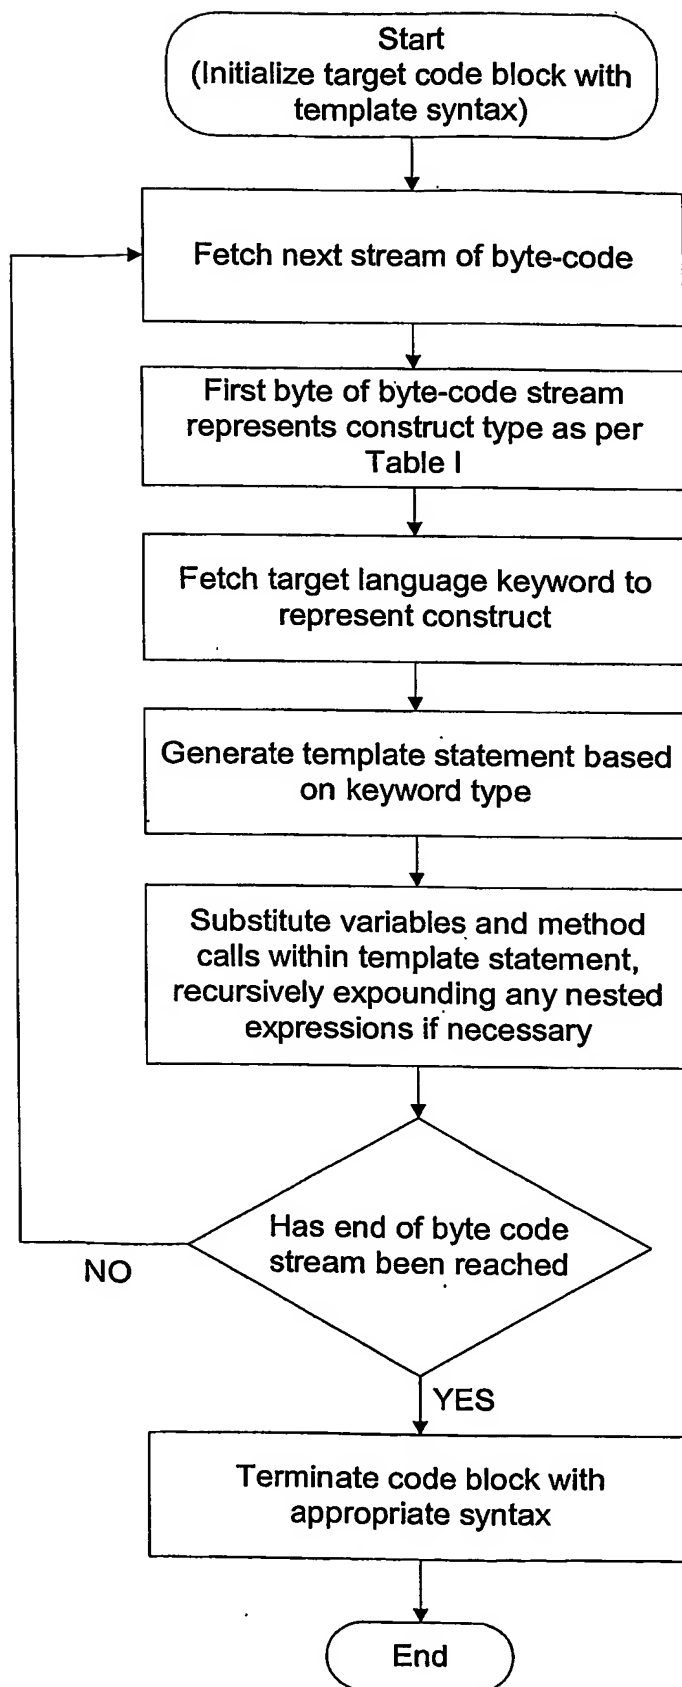 Start
(Initialize target code block with
template syntax)
Fetch next stream of byte-code
First byte of byte-code stream
represents construct type as per
Table I
Fetch target language keyword to
represent construct
Generate template statement based
on keyword type
Substitute variables and method
calls within template statement,
recursively expounding any nested
expressions if necessary
Has end of byte code
stream been reached
NO
YES
Terminate code block with
appropriate syntax
End